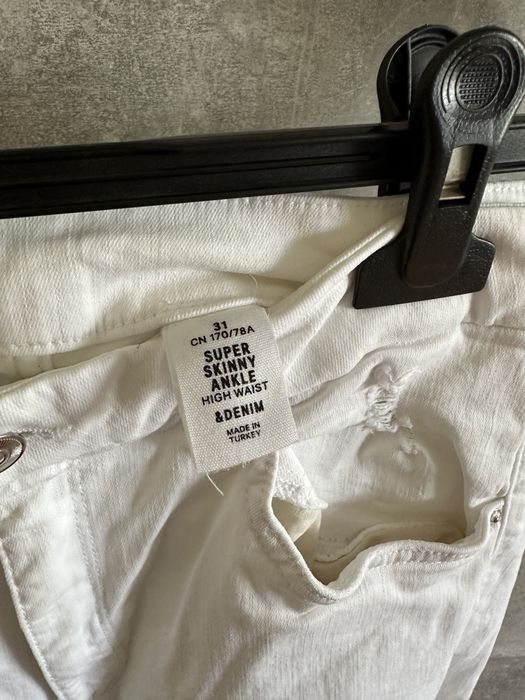 31
CN 170/78A
SUPER
SKINNY
ANKLE
HIGH WAIST
&DENIM
MADE IN
TURKEY